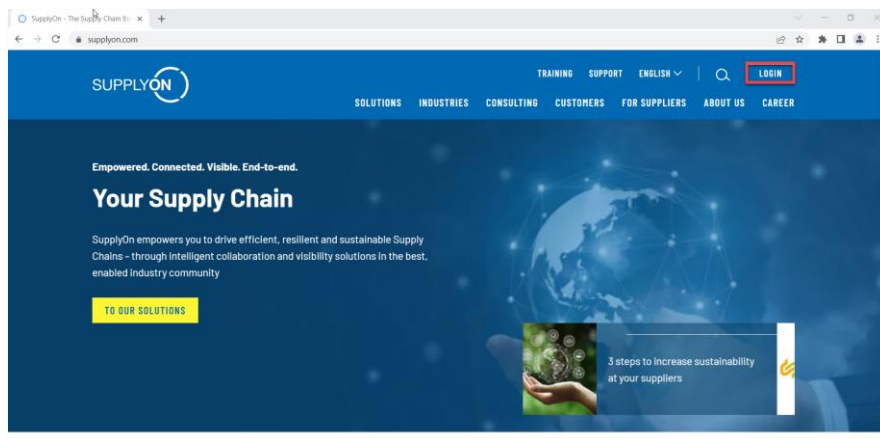 SupplyOn - The Supply Chain Bu
supplyon.com
SUPPLYON
TRAINING SUPPORT ENGLISH LOGIN
SOLUTIONS INDUSTRIES CONSULTING CUSTOMERS FOR SUPPLIERS ABOUT US CAREER
Empowered. Connected. Visible. End-to-end.
Your Supply Chain
SupplyOn empowers you to drive efficient, resilient and sustainable Supply
Chains – through intelligent collaboration and visibility solutions in the best,
enabled industry community
TO OUR SOLUTIONS
3 steps to increase sustainability
at your suppliers